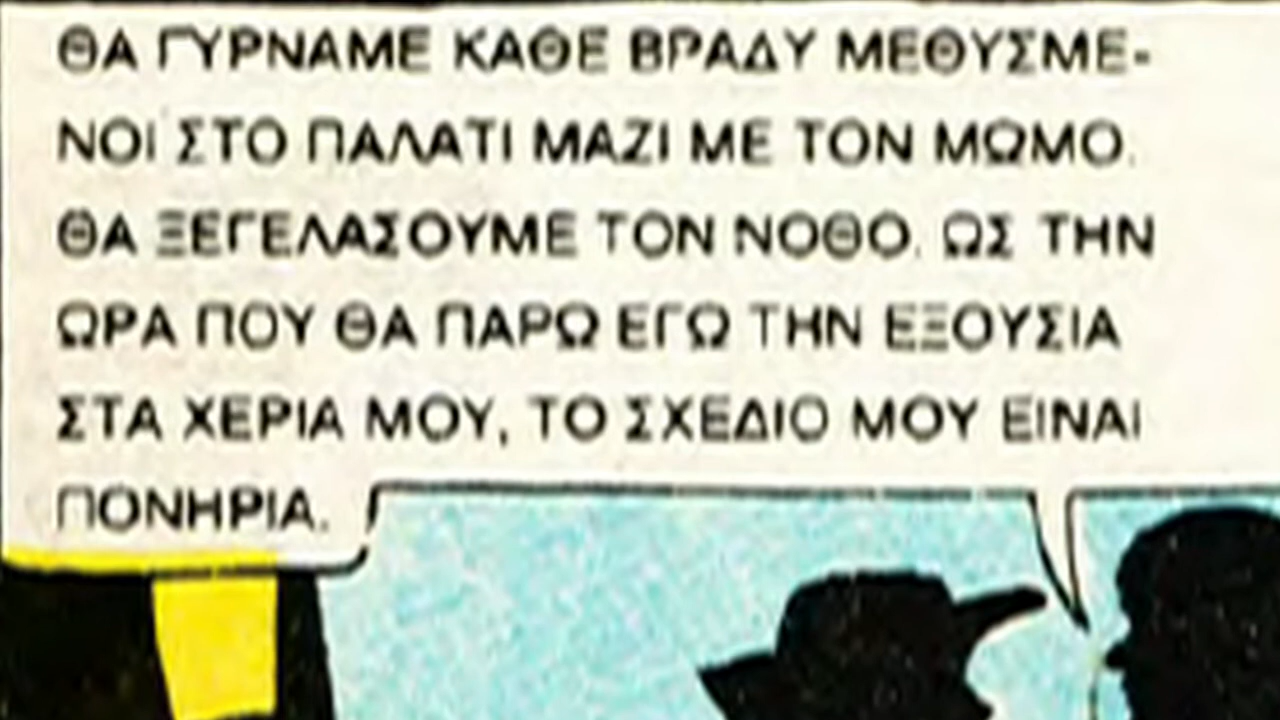 ΘΑ ΓΥΡΝΑΜΕ ΚΑΘΕ ΒΡΑΔΥ ΜΕΘΥΣΜΕ-
ΝΟΙ ΣΤΟ ΠΑΛΑΤΙ ΜΑΖΙ ΜΕ ΤΟΝ ΜΩΜΟ.
ΘΑ ΞΕΓΕΛΑΣΟΥΜΕ ΤΟΝ ΝΟΘΟ. ΩΣ ΤΗΝ
ΩΡΑ ΠΟΥ ΘΑ ΠΑΡΩ ΕΓΩ ΤΗΝ ΕΞΟΥΣΙΑ
ΣΤΑ ΧΕΡΙΑ ΜΟΥ, ΤΟ ΣΧΕΔΙΟ ΜΟΥ ΕΙΝΑΙ
ΠΟΝΗΡΙΑ.